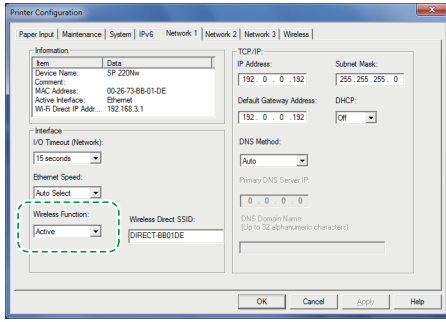 Printer Configuration
Paper Input | Maintenance | System | IPv6 | Network 1 | Network 2 | Network 3 | Wireless
Information
Item Data
Device Name: SP 220Nw
Comment:
MAC Address: 00-26-73-BB-01-DE
Active Interface: Ethernet
Wi-Fi Direct IP Addr... 192.168.3.1
Interface
I/O Timeout (Network):
15 seconds
Ethernet Speed:
Auto Select
Wireless Function:
Active
Wireless Direct SSID:
DIRECT-BB01DE
TCP/IP:
IP Address: Subnet Mask:
192 . 0 . 0 .192 255 .255 .255 . 0
Default Gateway Address: DHCP:
192 . 0 . 0 .192 Off
DNS Method:
Auto
Primary DNS Server IP:
0 . 0 . 0 . 0
DNS Domain Name:
(Up to 32 alphanumeric characters)
OK Cancel Apply Help